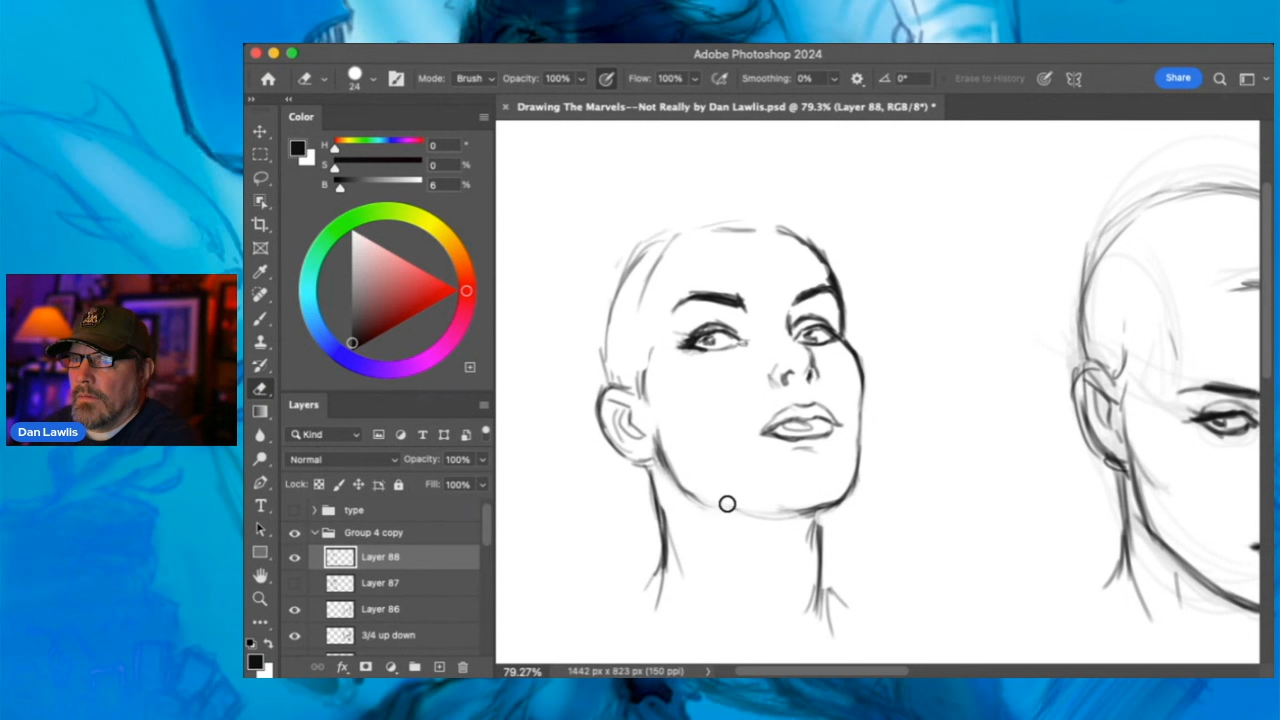 Adobe Photoshop 2024
24
Mode: Brush
Opacity: 100%
Flow: 100%
Smoothing: 0%
0°
Erase to History
Share
Color
Drawing The Marvels--Not Really by Dan Lawlis.psd @ 79.3% (Layer 88, RGB/8*) *
H 0 °
S 0 %
B 6 %
Layers
Kind
Normal
Opacity: 100%
Lock:
Fill: 100%
type
Group 4 copy
Layer 88
Layer 87
Layer 86
3/4 up down
fx
79.27%
1442 px x 823 px (150 ppi)
Dan Lawlis